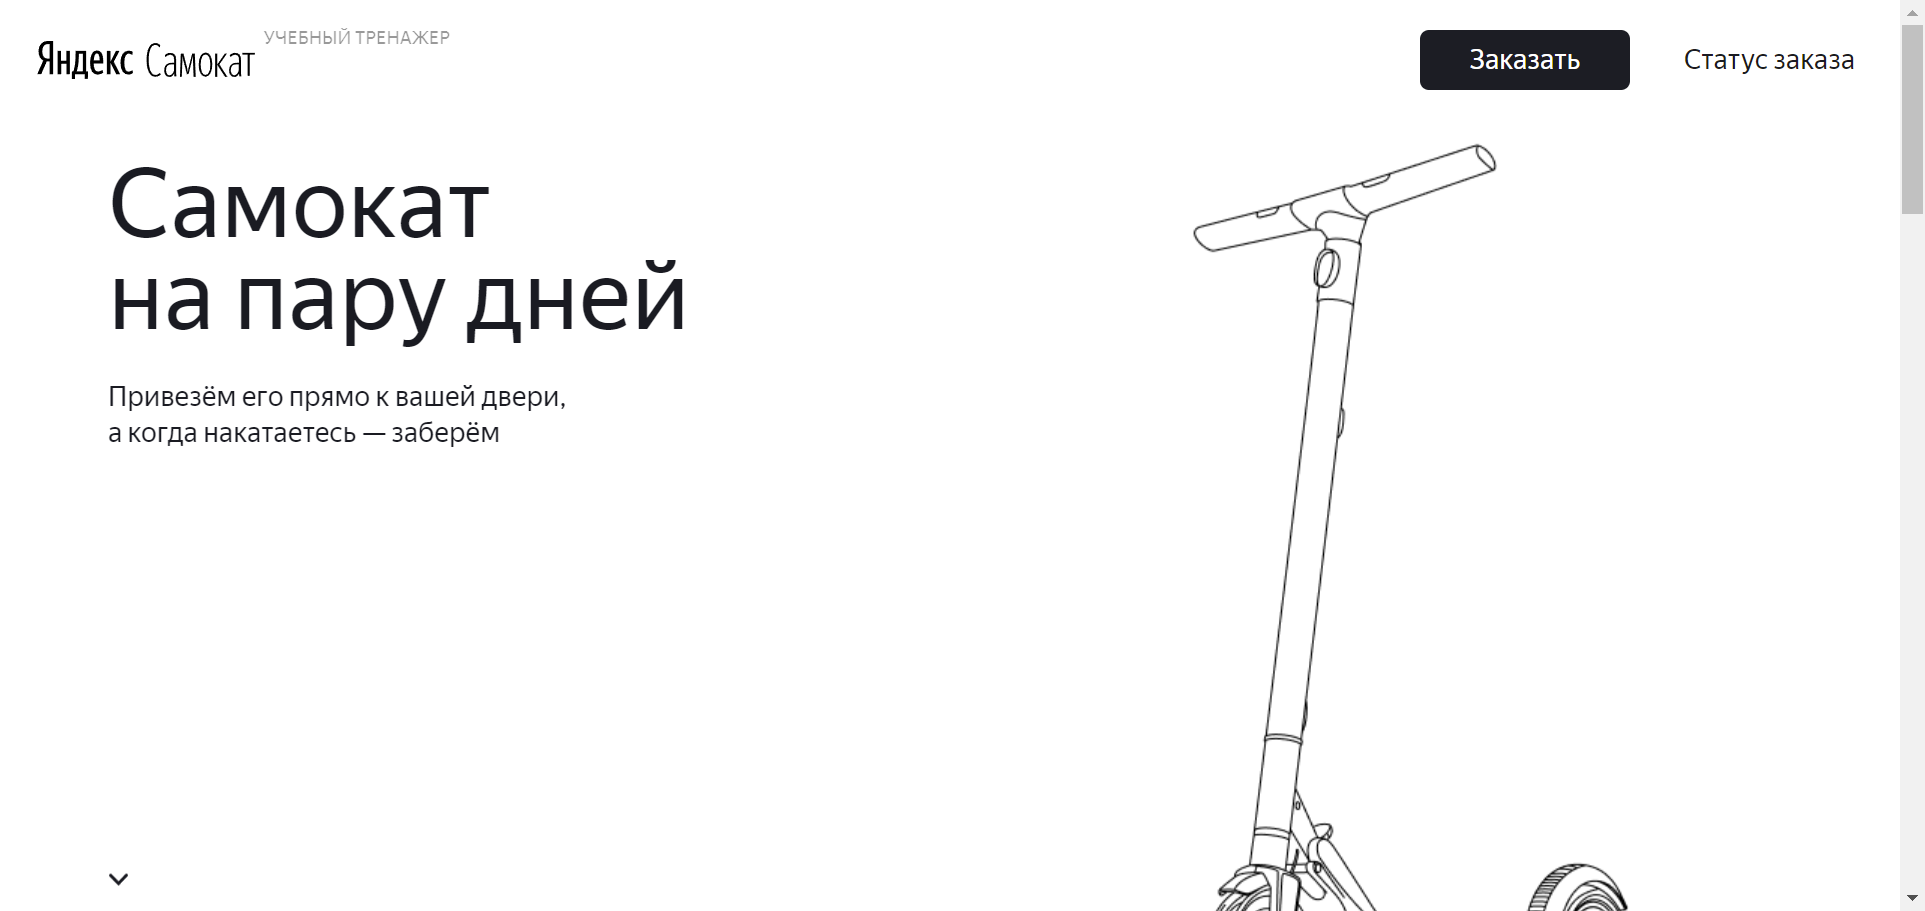 Яндекс Самокат
УЧЕБНЫЙ ТРЕНАЖЕР
Заказать
Статус заказа
Самокат
на пару дней
Привезём его прямо к вашей двери,
а когда накатаетесь — заберём